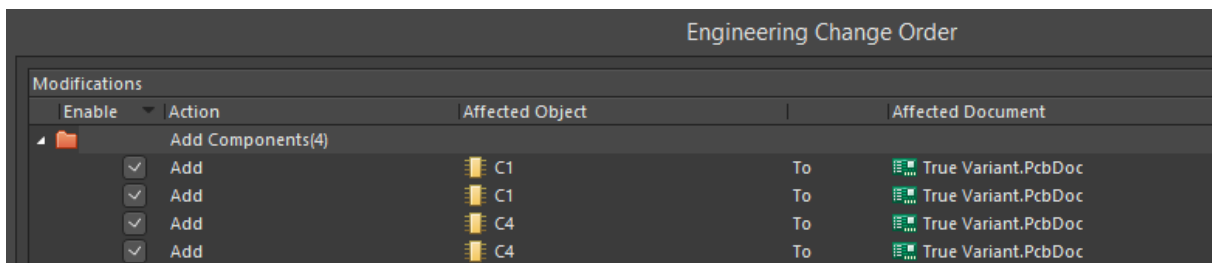 Engineering Change Order
Modifications
Enable Action Affected Object Affected Document
Add Components(4)
Add C1 To True Variant.PcbDoc
Add C1 To True Variant.PcbDoc
Add C4 To True Variant.PcbDoc
Add C4 To True Variant.PcbDoc